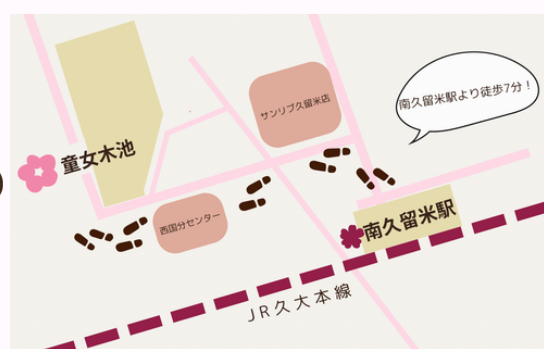 サンリブ久留米店
南久留米駅より徒歩7分！
童女木池
西国分センター
南久留米駅
JR久大本線